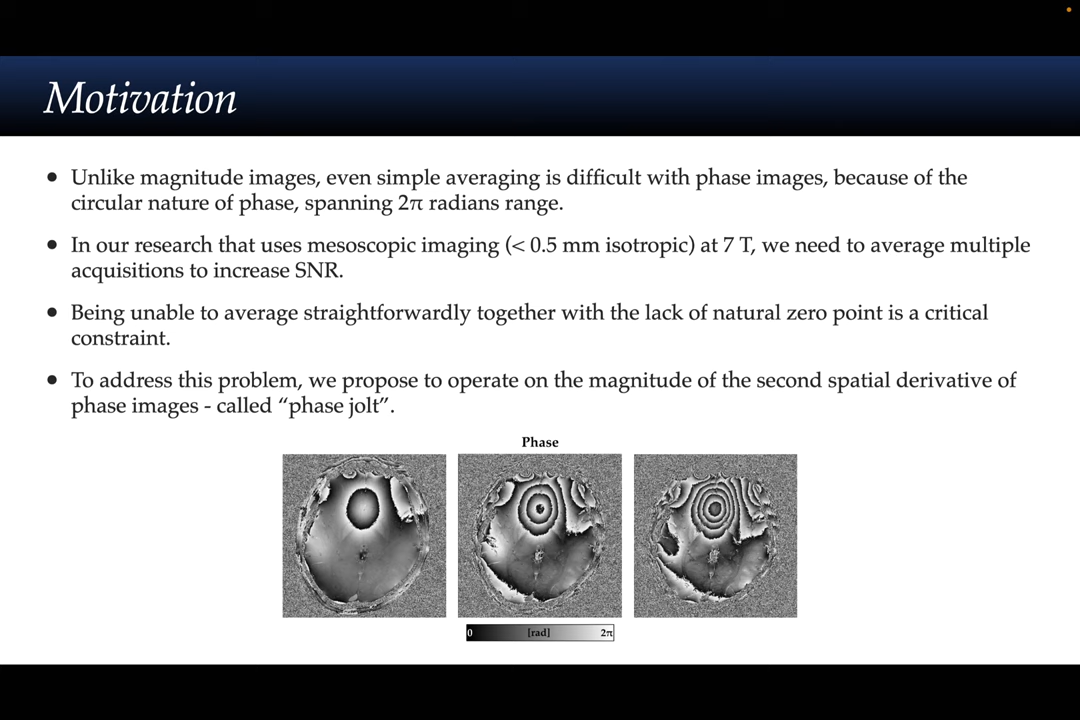 Motivation
• Unlike magnitude images, even simple averaging is difficult with phase images, because of the
circular nature of phase, spanning 2π radians range.
• In our research that uses mesoscopic imaging (< 0.5 mm isotropic) at 7 T, we need to average multiple
acquisitions to increase SNR.
• Being unable to average straightforwardly together with the lack of natural zero point is a critical
constraint.
• To address this problem, we propose to operate on the magnitude of the second spatial derivative of
phase images - called “phase jolt”.
Phase
0 [rad] 2π